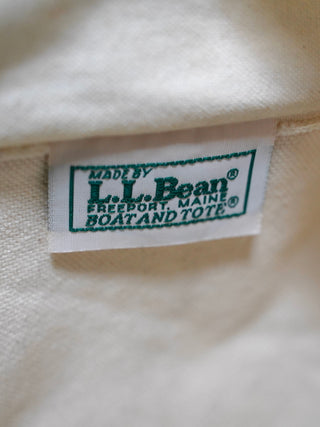 MADE BY
L.L.Bean®
FREEPORT, MAINE
BOAT AND TOTE®